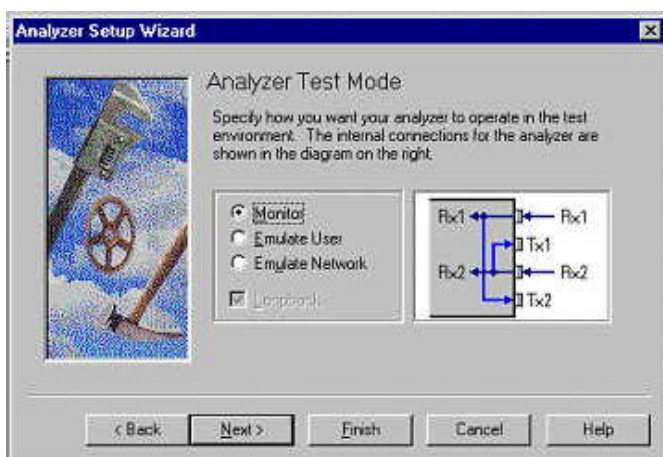 Analyzer Setup Wizard
Analyzer Test Mode
Specify how you want your analyzer to operate in the test
environment. The internal connections for the analyzer are
shown in the diagram on the right.
Monitor
Emulate User
Emulate Network
Loopback
Rx1 Rx1
Tx1
Rx2 Rx2
Tx2
< Back Next > Finish Cancel Help